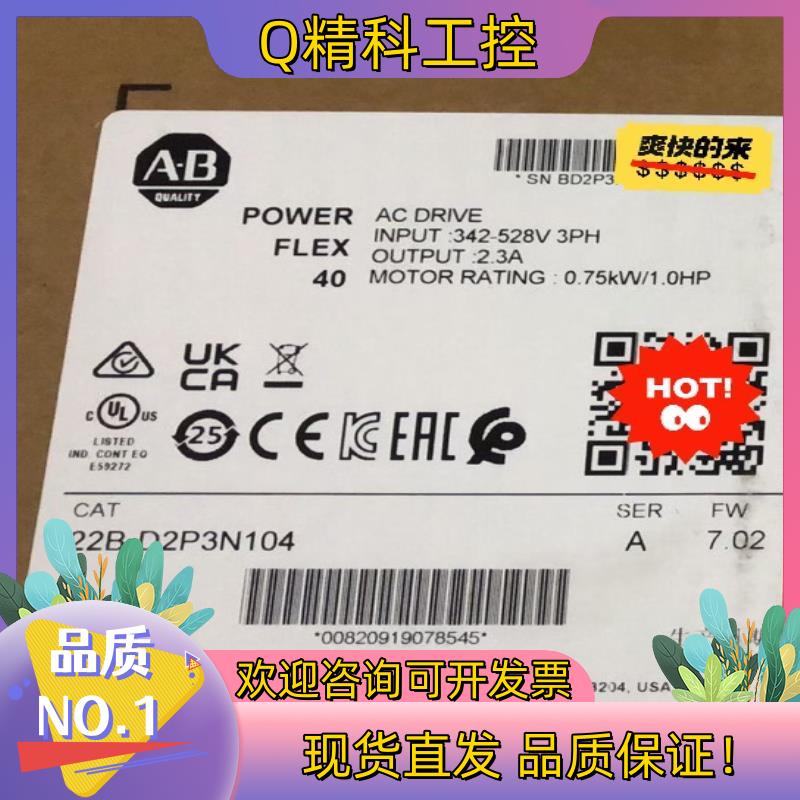 Q精科工控
A-B
QUALITY
爽快的来
$$$$$$
* SN BD2P3
POWER FLEX 40
AC DRIVE
INPUT :342-528V 3PH
OUTPUT :2.3A
MOTOR RATING : 0.75kW/1.0HP
UK
CA
HOT!
C UL US
LISTED
IND. CONT EQ
E59272
25
CE
KC
EAC
CAT
SER
FW
22B-D2P3N104
A
7.02
*00820919078545*
品质
NO.1
欢迎咨询可开发票
3204, USA
现货直发 品质保证!